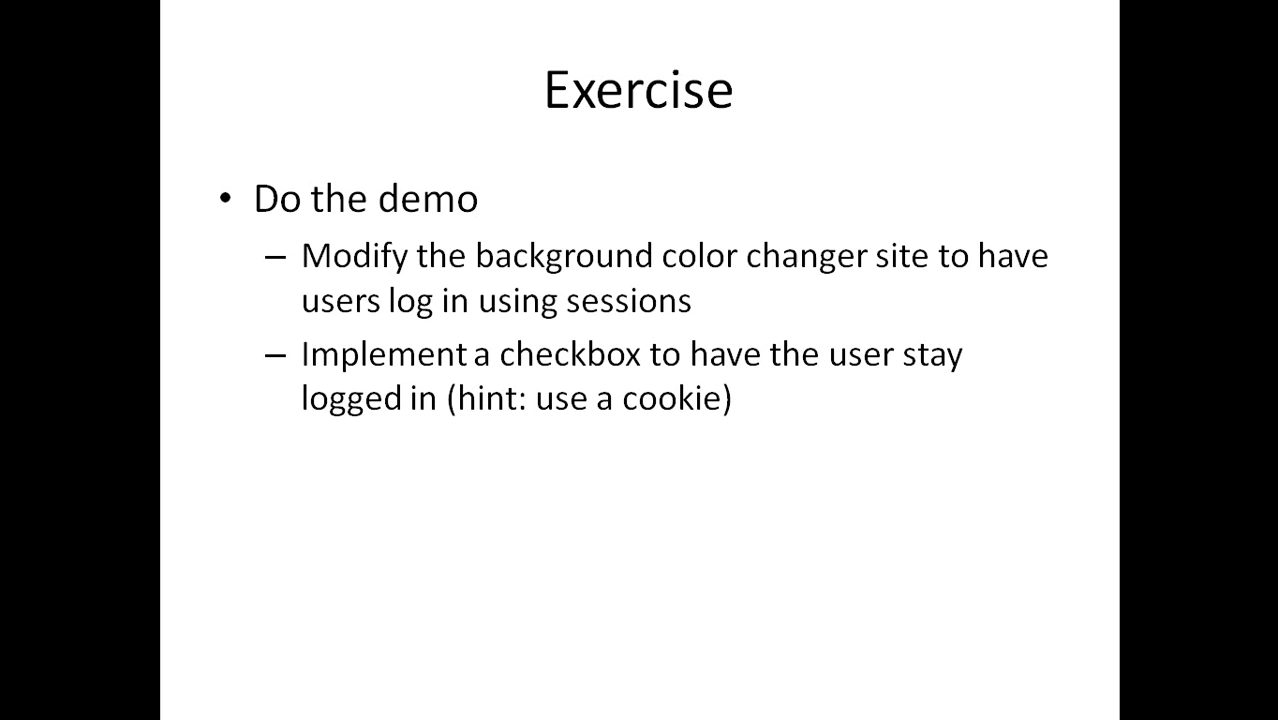 Exercise
• Do the demo
– Modify the background color changer site to have
users log in using sessions
– Implement a checkbox to have the user stay
logged in (hint: use a cookie)